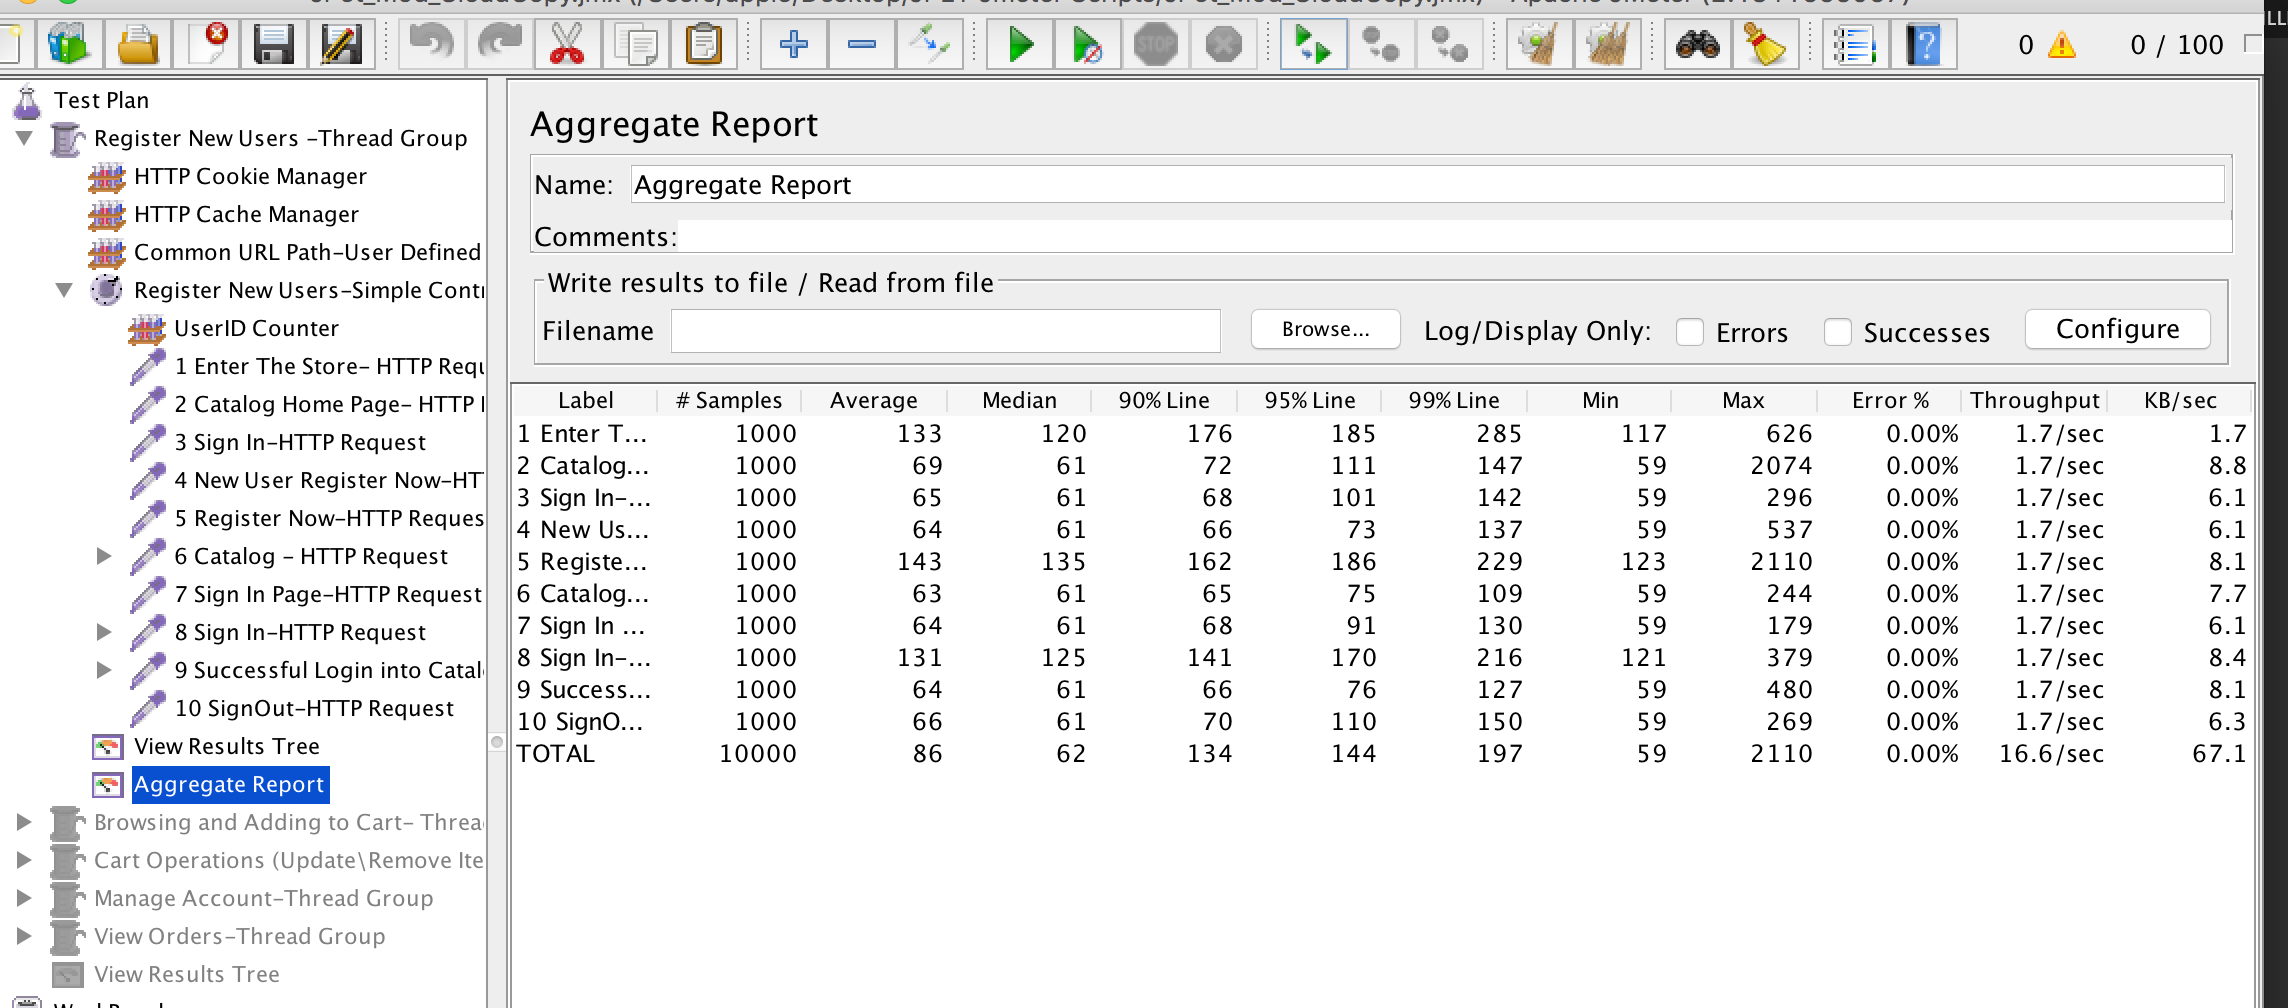 STOP
0
0 / 100
Test Plan
Register New Users -Thread Group
HTTP Cookie Manager
HTTP Cache Manager
Common URL Path-User Defined
Register New Users-Simple Contr
UserID Counter
1 Enter The Store- HTTP Requ
2 Catalog Home Page- HTTP
3 Sign In-HTTP Request
4 New User Register Now-HT
5 Register Now-HTTP Reques
6 Catalog - HTTP Request
7 Sign In Page-HTTP Request
8 Sign In-HTTP Request
9 Successful Login into Catal
10 SignOut-HTTP Request
View Results Tree
Aggregate Report
Browsing and Adding to Cart- Threa
Cart Operations (Update\Remove Ite
Manage Account-Thread Group
View Orders-Thread Group
View Results Tree
Aggregate Report
Name: Aggregate Report
Comments:
Write results to file / Read from file
Filename Browse... Log/Display Only: Errors Successes Configure
Label # Samples Average Median 90% Line 95% Line 99% Line Min Max Error % Throughput KB/sec
1 Enter T... 1000 133 120 176 185 285 117 626 0.00% 1.7/sec 1.7
2 Catalog... 1000 69 61 72 111 147 59 2074 0.00% 1.7/sec 8.8
3 Sign In-... 1000 65 61 68 101 142 59 296 0.00% 1.7/sec 6.1
4 New Us... 1000 64 61 66 73 137 59 537 0.00% 1.7/sec 6.1
5 Registe... 1000 143 135 162 186 229 123 2110 0.00% 1.7/sec 8.1
6 Catalog... 1000 63 61 65 75 109 59 244 0.00% 1.7/sec 7.7
7 Sign In ... 1000 64 61 68 91 130 59 179 0.00% 1.7/sec 6.1
8 Sign In-... 1000 131 125 141 170 216 121 379 0.00% 1.7/sec 8.4
9 Success... 1000 64 61 66 76 127 59 480 0.00% 1.7/sec 8.1
10 SignO... 1000 66 61 70 110 150 59 269 0.00% 1.7/sec 6.3
TOTAL 10000 86 62 134 144 197 59 2110 0.00% 16.6/sec 67.1